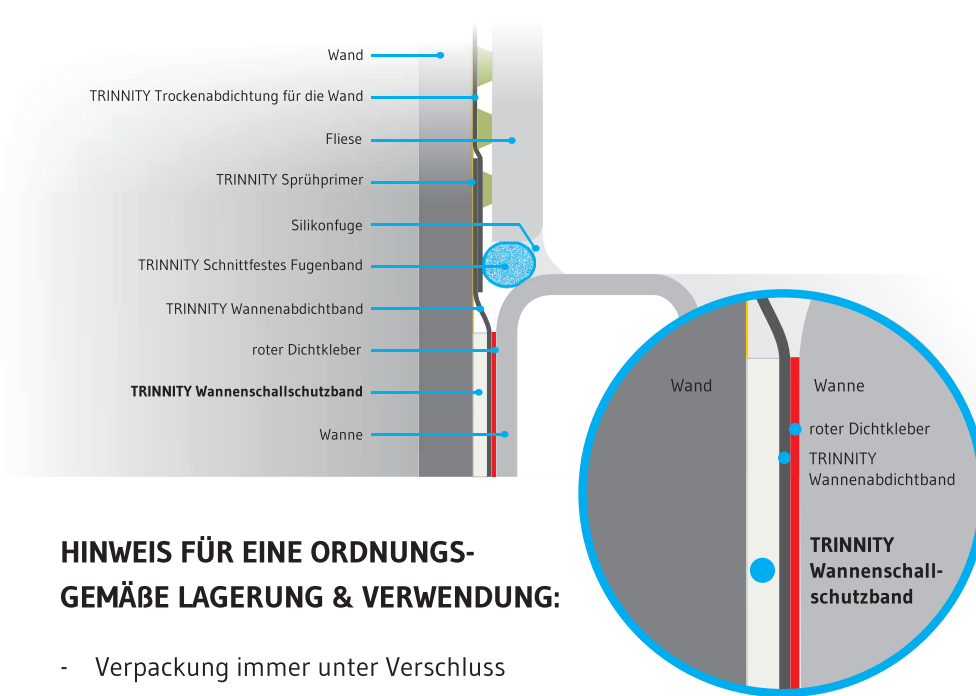 Wand
TRINNITY Trockenabdichtung für die Wand
Fliese
TRINNITY Sprühprimer
Silikonfuge
TRINNITY Schnittfestes Fugenband
TRINNITY Wannenabdichtband
roter Dichtkleber
TRINNITY Wannenschallschutzband
Wanne
Wand
Wanne
roter Dichtkleber
TRINNITY
Wannenabdichtband
TRINNITY
Wannenschall-
schutzband
HINWEIS FÜR EINE ORDNUNGS-
GEMÄßE LAGERUNG & VERWENDUNG:
- Verpackung immer unter Verschluss